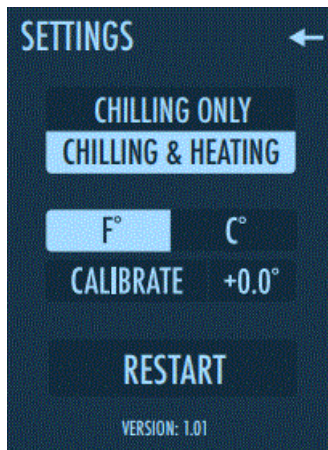 SETTINGS
CHILLING ONLY
CHILLING & HEATING
F° C°
CALIBRATE +0.0°
RESTART
VERSION: 1.01